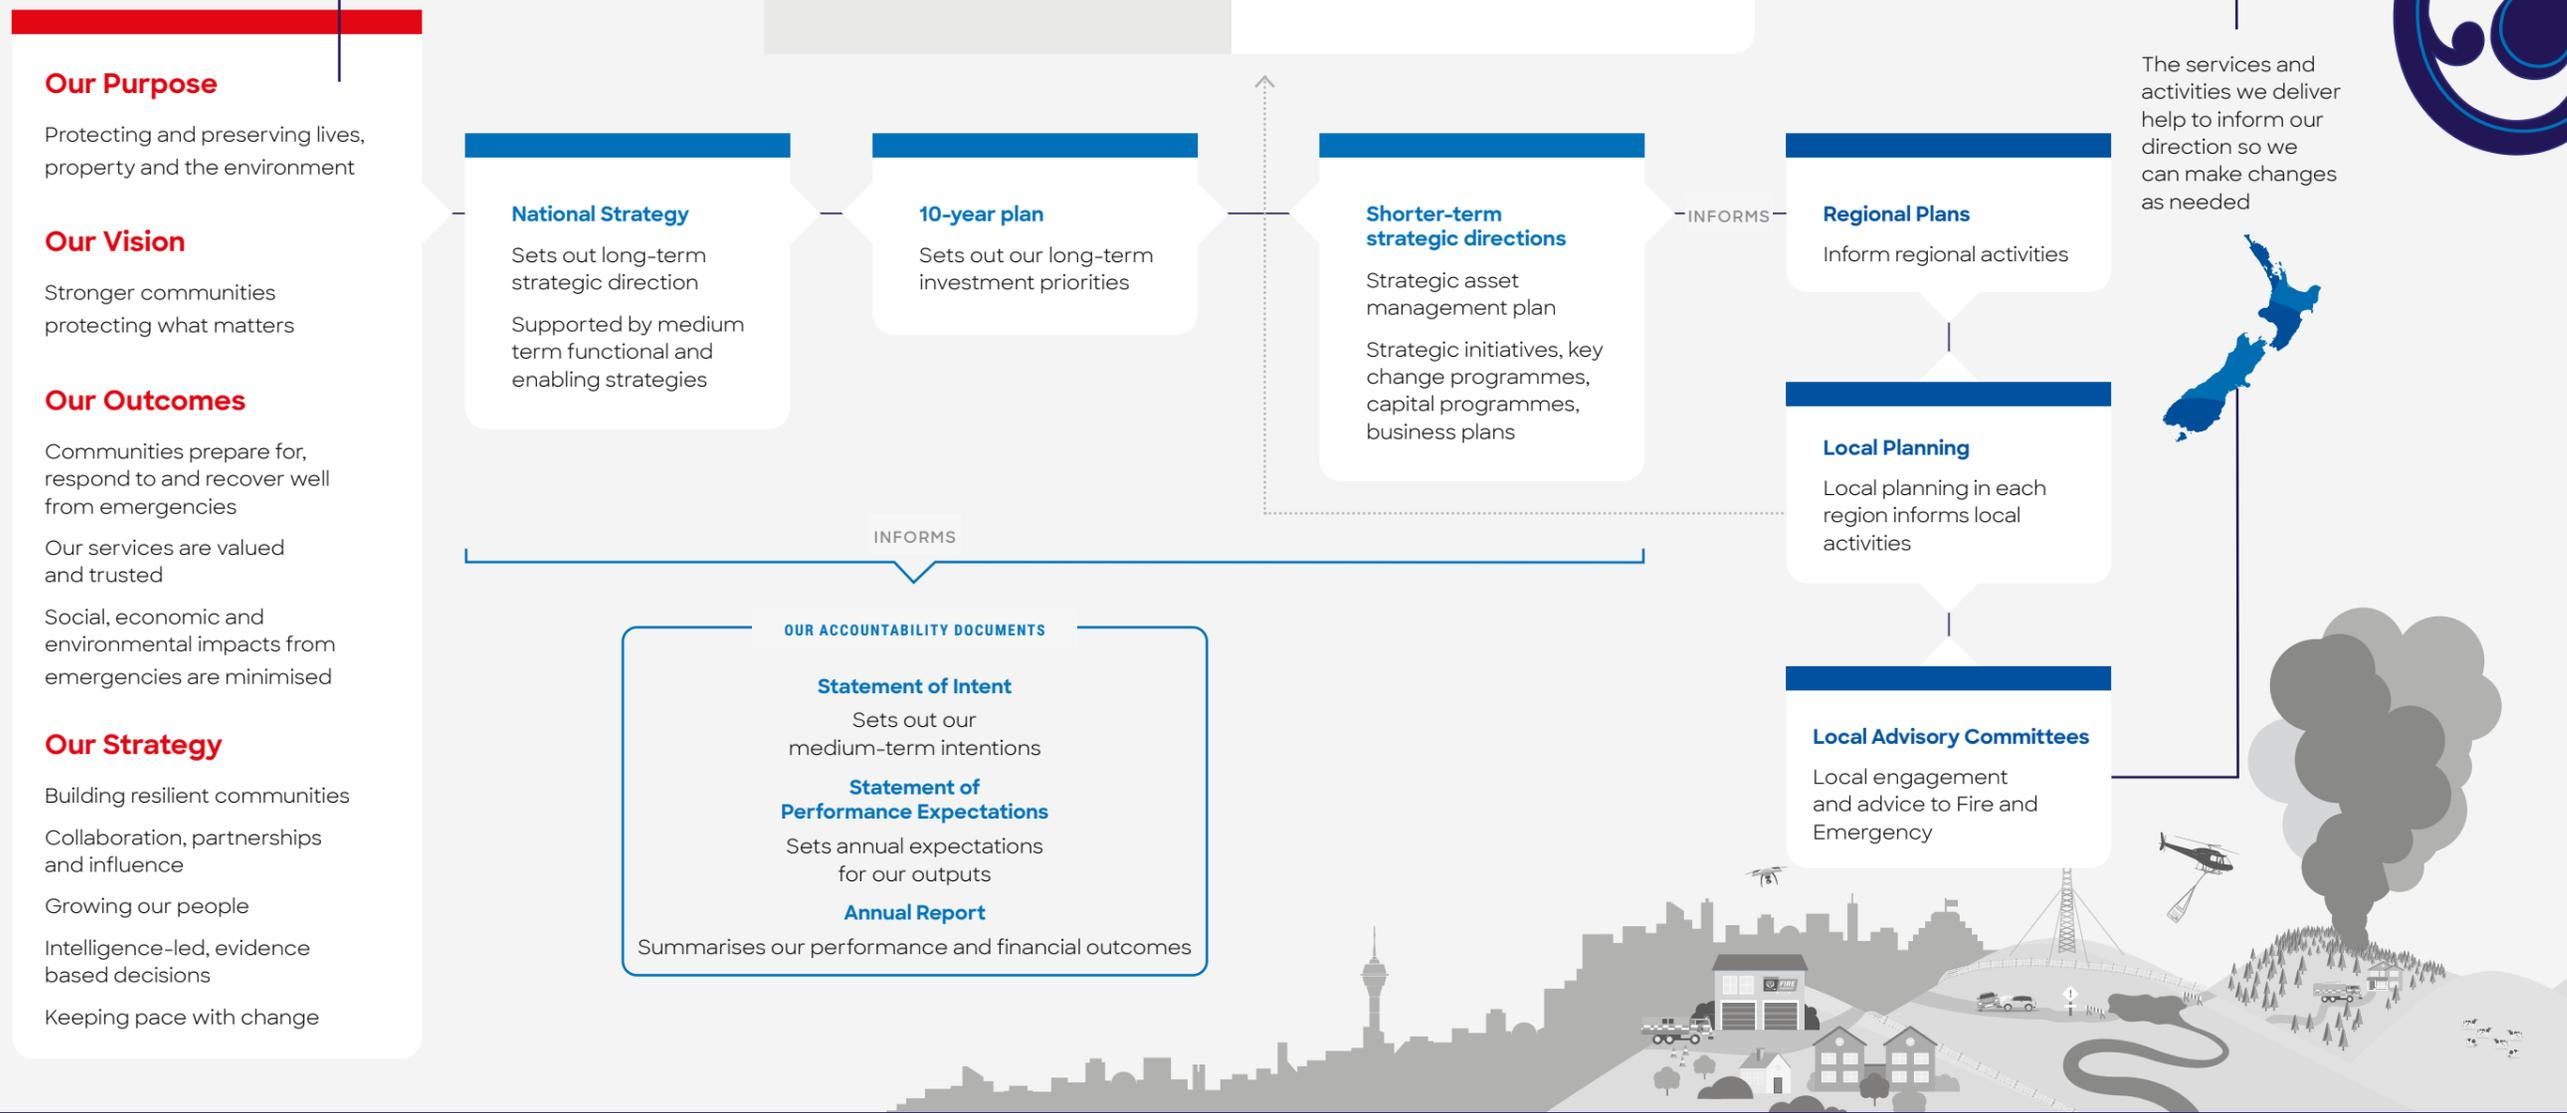 Our Purpose
Protecting and preserving lives,
property and the environment
Our Vision
Stronger communities
protecting what matters
Our Outcomes
Communities prepare for,
respond to and recover well
from emergencies
Our services are valued
and trusted
Social, economic and
environmental impacts from
emergencies are minimised
Our Strategy
Building resilient communities
Collaboration, partnerships
and influence
Growing our people
Intelligence-led, evidence
based decisions
Keeping pace with change
National Strategy
Sets out long-term
strategic direction
Supported by medium
term functional and
enabling strategies
10-year plan
Sets out our long-term
investment priorities
Shorter-term
strategic directions
Strategic asset
management plan
Strategic initiatives, key
change programmes,
capital programmes,
business plans
INFORMS
Regional Plans
Inform regional activities
Local Planning
Local planning in each
region informs local
activities
Local Advisory Committees
Local engagement
and advice to Fire and
Emergency
The services and
activities we deliver
help to inform our
direction so we
can make changes
as needed
INFORMS
OUR ACCOUNTABILITY DOCUMENTS
Statement of Intent
Sets out our
medium-term intentions
Statement of
Performance Expectations
Sets annual expectations
for our outputs
Annual Report
Summarises our performance and financial outcomes
FIRE